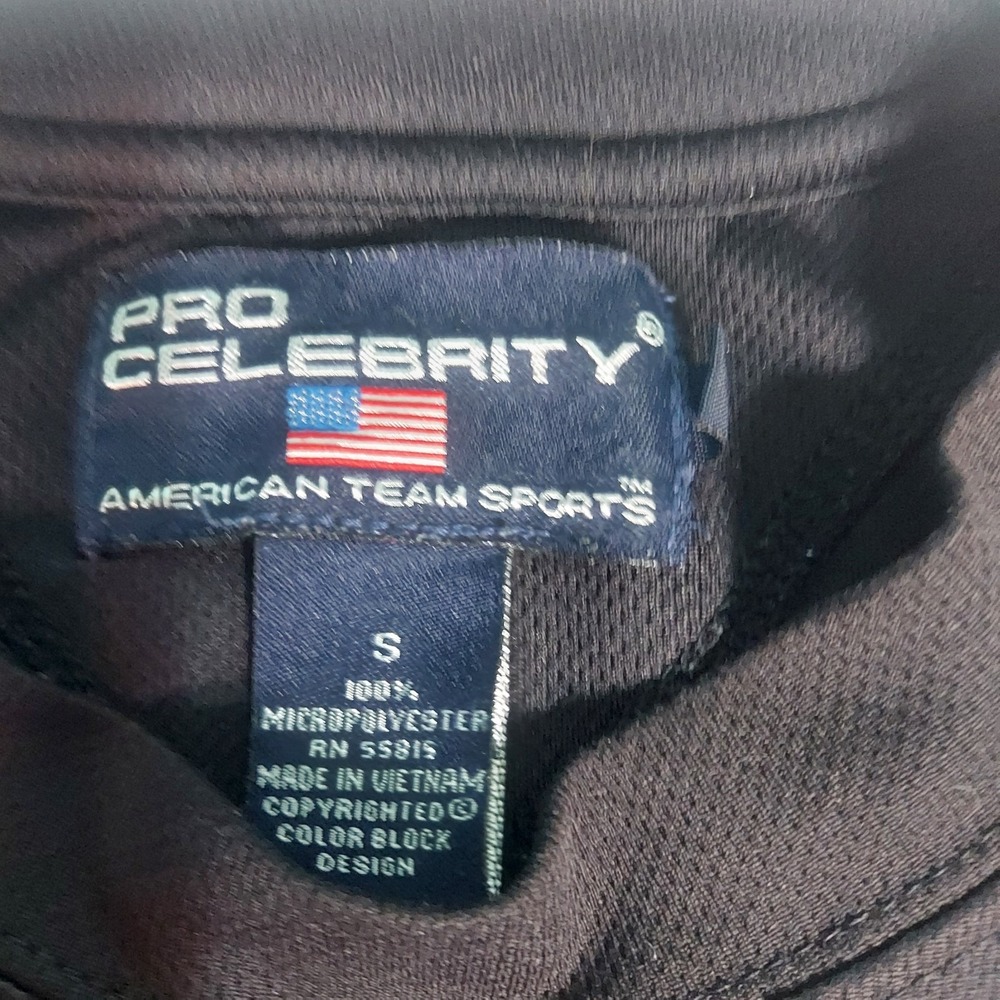 PRO
CELEBRITY®
AMERICAN TEAM SPORTS™
S
100%
MICROPOLYESTER
RN 55815
MADE IN VIETNAM
COPYRIGHTED©
COLOR BLOCK
DESIGN